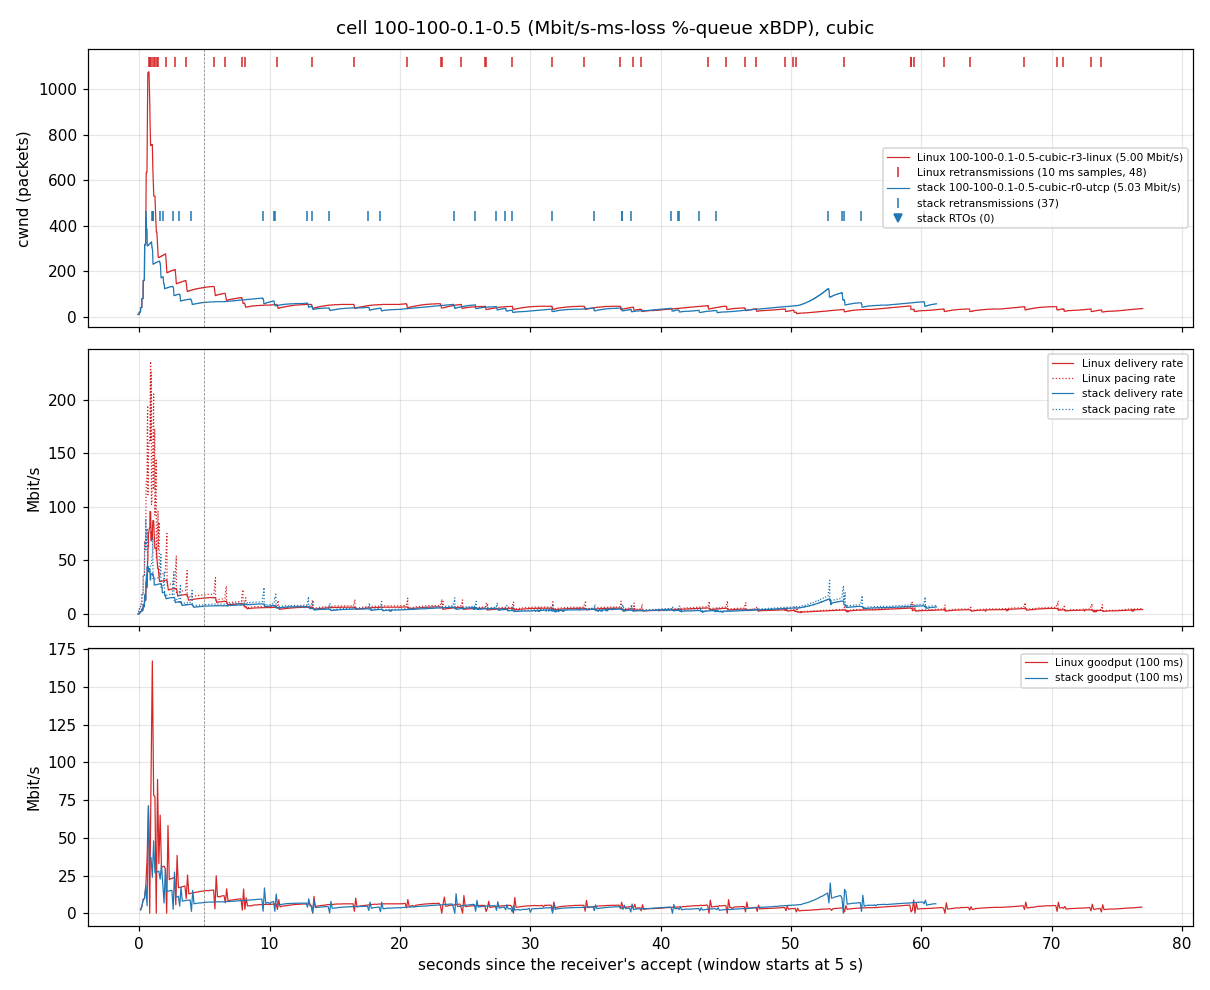 cell 100-100-0.1-0.5 (Mbit/s-ms-loss %-queue xBDP), cubic
cwnd (packets)
1000
800
600
400
200
0
Linux 100-100-0.1-0.5-cubic-r3-linux (5.00 Mbit/s)
Linux retransmissions (10 ms samples, 48)
stack 100-100-0.1-0.5-cubic-r0-utcp (5.03 Mbit/s)
stack retransmissions (37)
stack RTOs (0)
Mbit/s
200
150
100
50
0
Linux delivery rate
Linux pacing rate
stack delivery rate
stack pacing rate
Mbit/s
175
150
125
100
75
50
25
0
Linux goodput (100 ms)
stack goodput (100 ms)
0 10 20 30 40 50 60 70 80
seconds since the receiver's accept (window starts at 5 s)